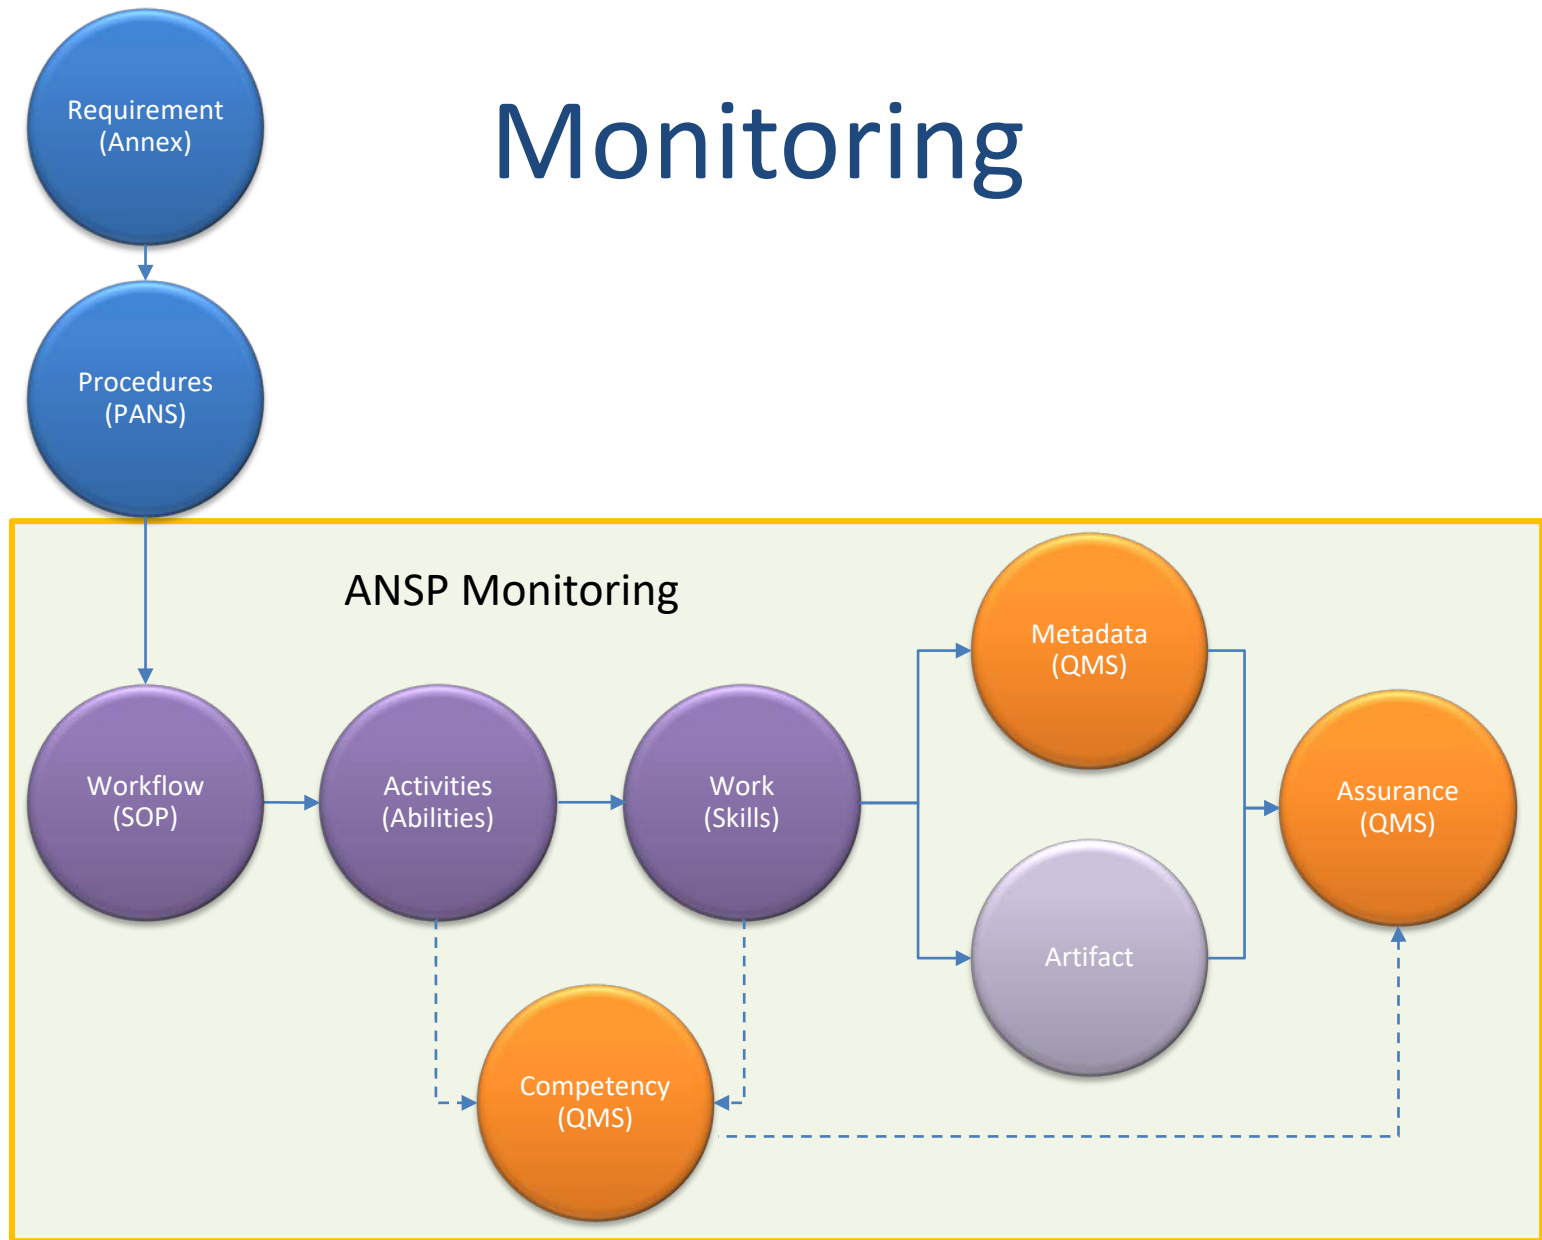 Requirement
(Annex)
Monitoring
Procedures
(PANS)
ANSP Monitoring
Metadata
(QMS)
Workflow
(SOP)
Activities
(Abilities)
Work
(Skills)
Assurance
(QMS)
Artifact
Competency
(QMS)